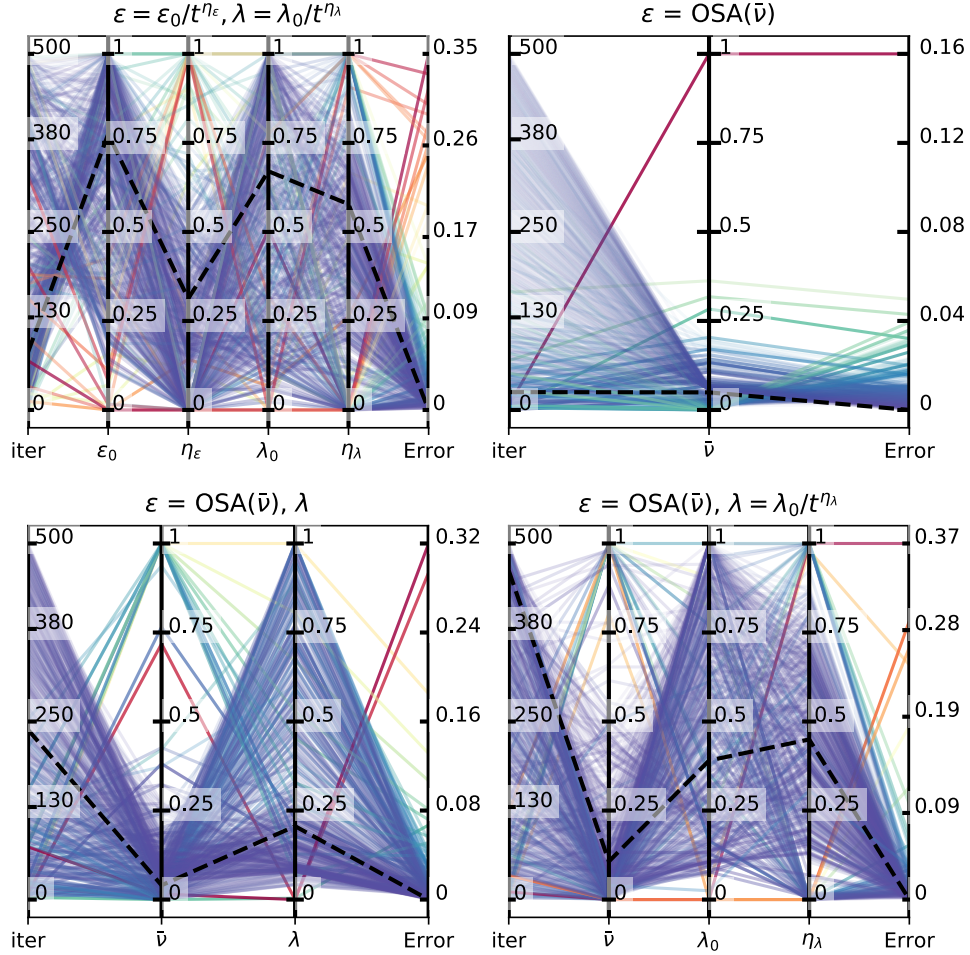 ε = ε₀/t^{η_ε}, λ = λ₀/t^{η_λ}
500 1 1 1 1 0.35
380 0.75 0.75 0.75 0.75 0.26
250 0.5 0.5 0.5 0.5 0.17
130 0.25 0.25 0.25 0.25 0.09
0 0 0 0 0 0
iter ε₀ η_ε λ₀ η_λ Error
ε = OSA(ν̄)
500 1 0.16
380 0.75 0.12
250 0.5 0.08
130 0.25 0.04
0 0 0
iter ν̄ Error
ε = OSA(ν̄), λ
500 1 1 0.32
380 0.75 0.75 0.24
250 0.5 0.5 0.16
130 0.25 0.25 0.08
0 0 0 0
iter ν̄ λ Error
ε = OSA(ν̄), λ = λ₀/t^{η_λ}
500 1 1 1 0.37
380 0.75 0.75 0.75 0.28
250 0.5 0.5 0.5 0.19
130 0.25 0.25 0.25 0.09
0 0 0 0 0
iter ν̄ λ₀ η_λ Error